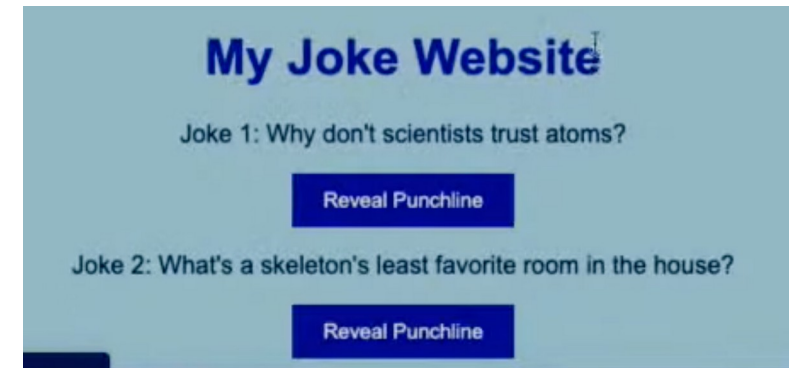 My Joke Website
Joke 1: Why don't scientists trust atoms?
Reveal Punchline
Joke 2: What's a skeleton's least favorite room in the house?
Reveal Punchline